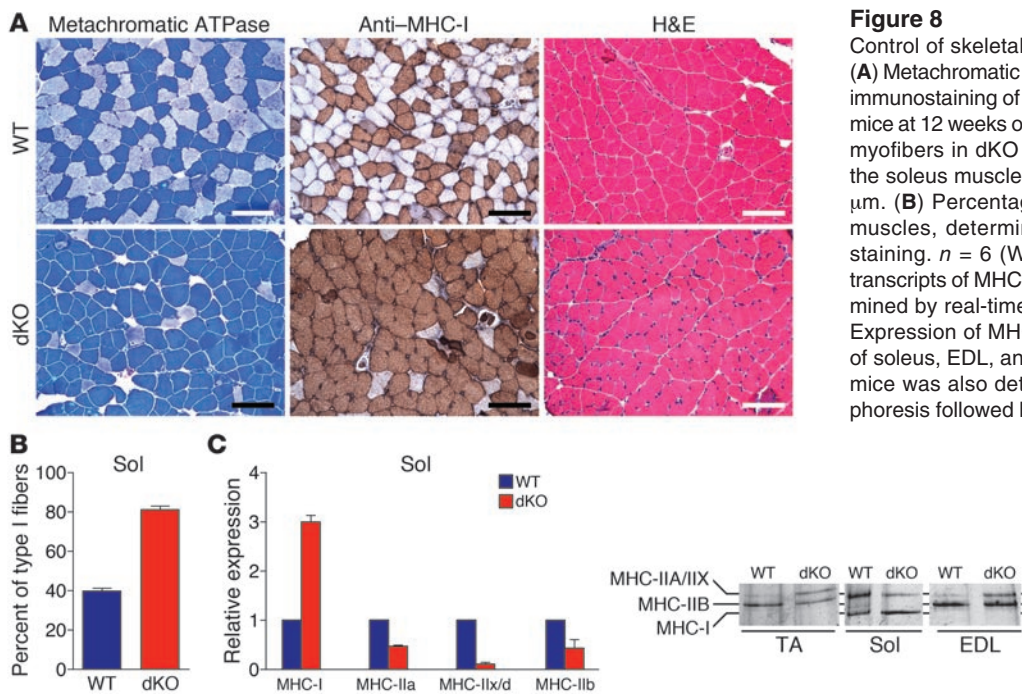 A Metachromatic ATPase Anti–MHC-I H&E
WT
dKO
Figure 8
Control of skeletal
(A) Metachromatic
immunostaining of
mice at 12 weeks o
myofibers in dKO
the soleus muscle
μm. (B) Percentag
muscles, determin
staining. n = 6 (W
transcripts of MHC
mined by real-time
Expression of MH
of soleus, EDL, an
mice was also det
phoresis followed
B
Sol
Percent of type I fibers
100
80
60
40
20
0
WT dKO
C
Sol
WT
dKO
Relative expression
4
3
2
1
0
MHC-I MHC-IIa MHC-IIx/d MHC-IIb
WT dKO WT dKO WT dKO
MHC-IIA/IIX
MHC-IIB
MHC-I
TA Sol EDL